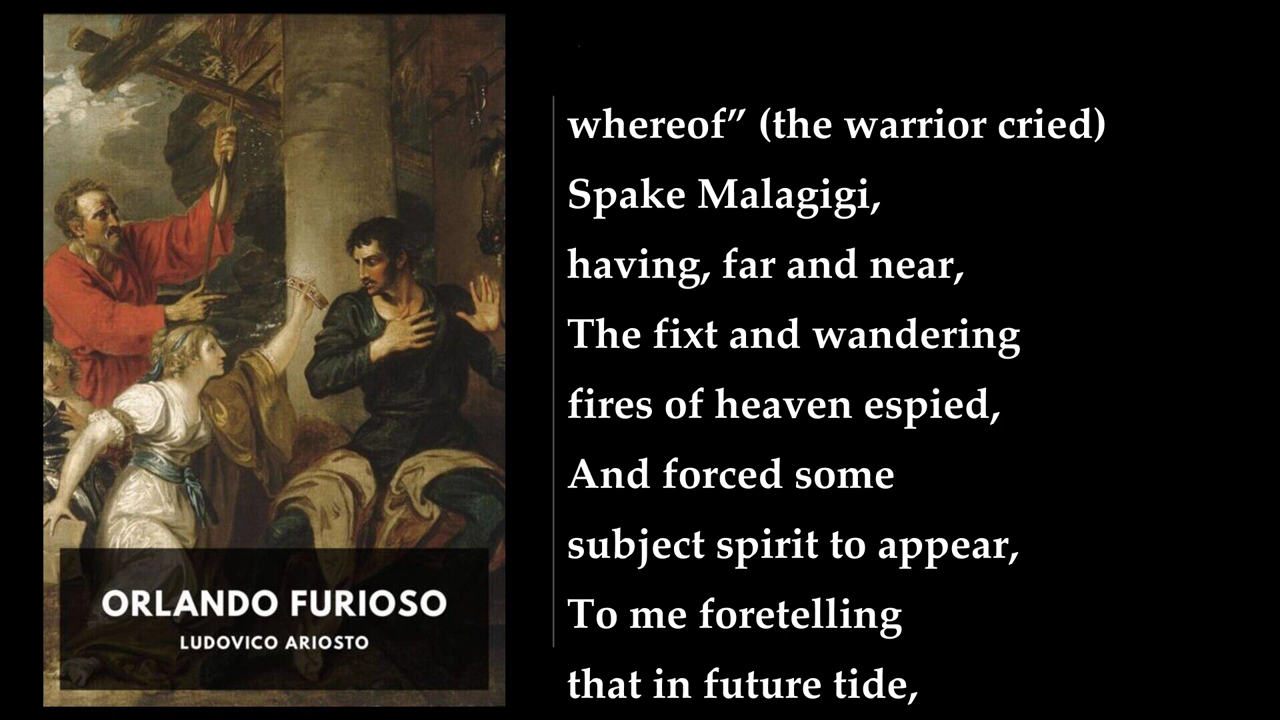 ORLANDO FURIOSO
LUDOVICO ARIOSTO
whereof” (the warrior cried)
Spake Malagigi,
having, far and near,
The fixt and wandering
fires of heaven espied,
And forced some
subject spirit to appear,
To me foretelling
that in future tide,